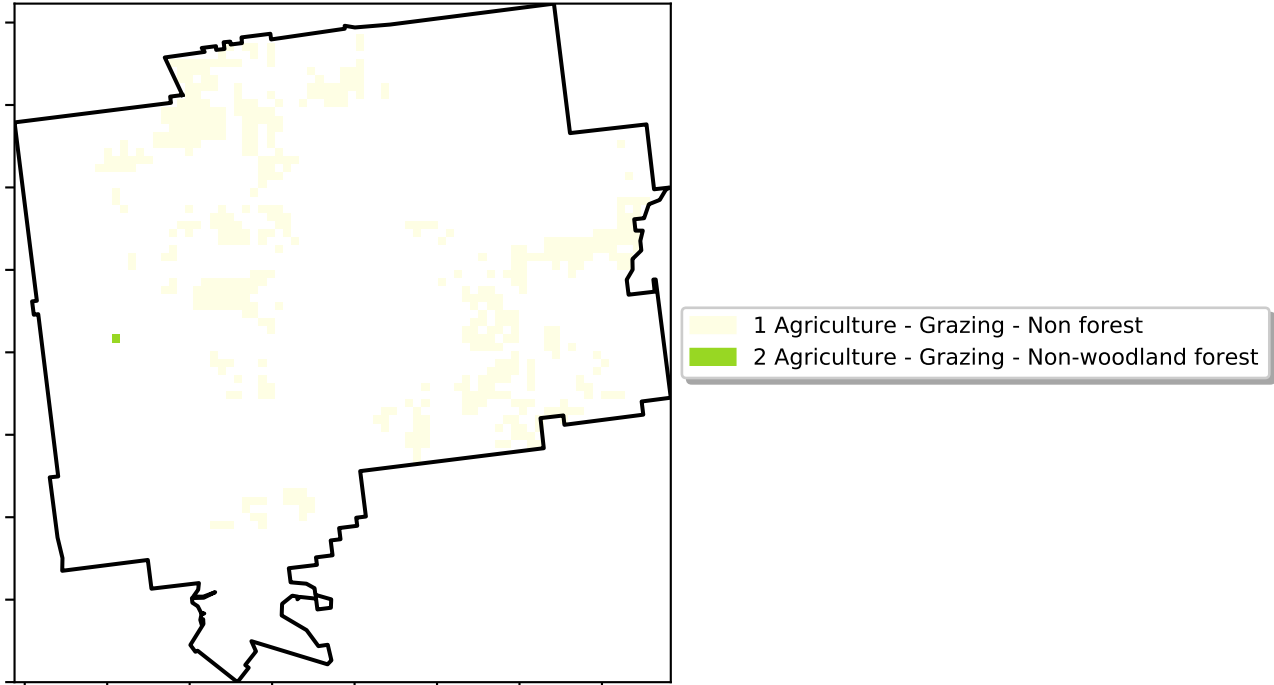 1 Agriculture - Grazing - Non forest
2 Agriculture - Grazing - Non-woodland forest